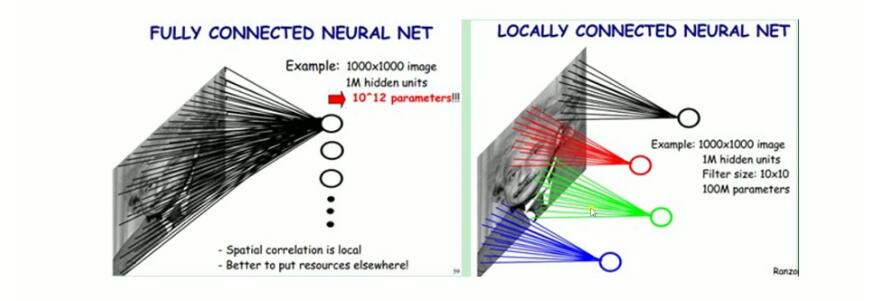 FULLY CONNECTED NEURAL NET
Example: 1000x1000 image
1M hidden units
10^12 parameters!!!
- Spatial correlation is local
- Better to put resources elsewhere!
39
LOCALLY CONNECTED NEURAL NET
Example: 1000x1000 image
1M hidden units
Filter size: 10x10
100M parameters
Ranzo